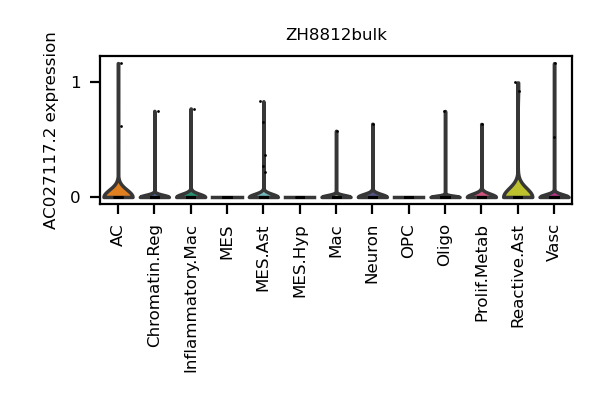 ZH8812bulk
AC027117.2 expression
1
0
AC
Chromatin.Reg
Inflammatory.Mac
MES
MES.Ast
MES.Hyp
Mac
Neuron
OPC
Oligo
Prolif.Metab
Reactive.Ast
Vasc